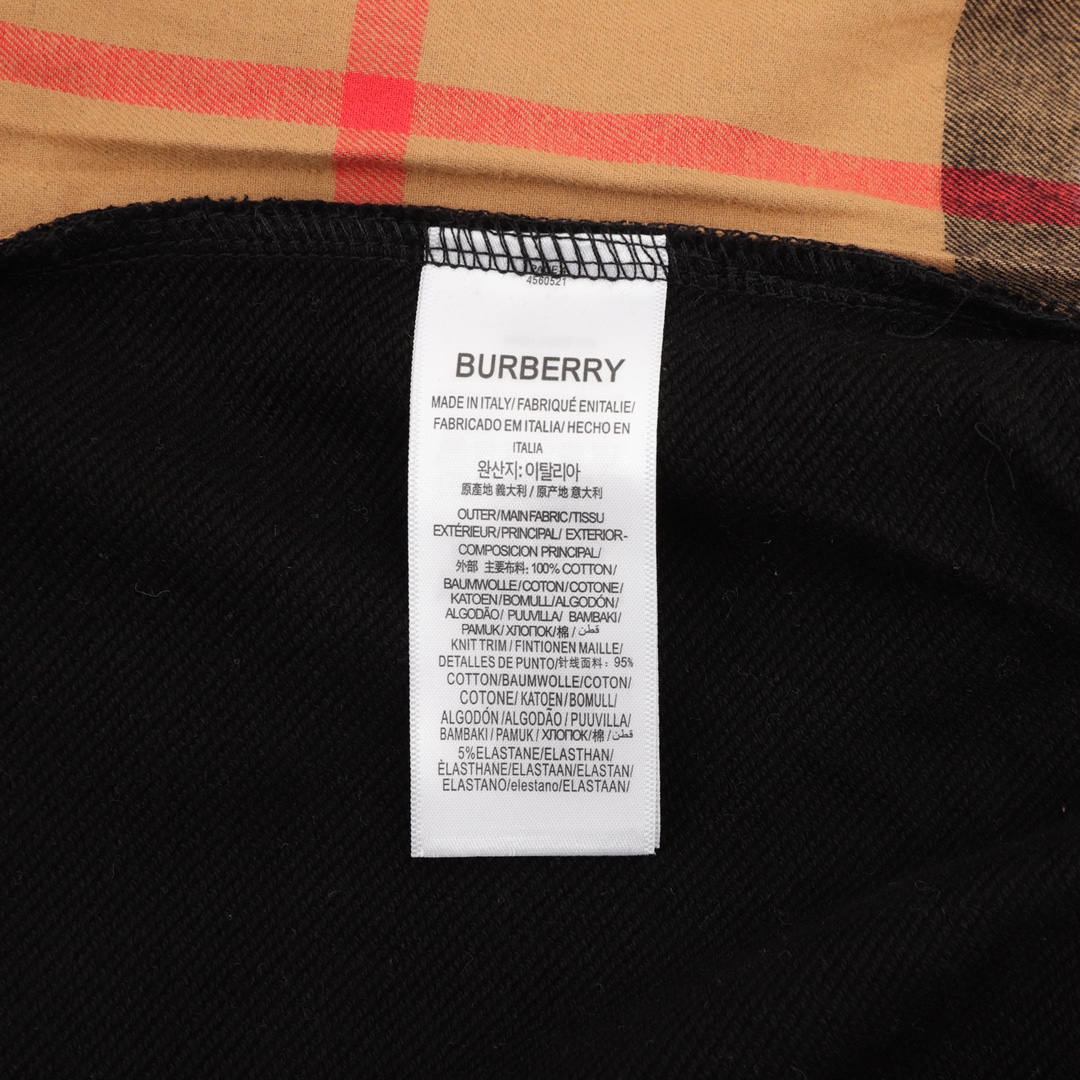 4560521
BURBERRY
MADE IN ITALY/ FABRIQUÉ ENITALIE/
FABRICADO EM ITALIA/ HECHO EN
ITALIA
완산지: 이탈리아
原產地 義大利 / 原产地 意大利
OUTER/MAIN FABRIC/TISSU
EXTÉRIEUR/PRINCIPAL/ EXTERIOR-
COMPOSICION PRINCIPAL/
外部 主要布料: 100% COTTON/
BAUMWOLLE/COTON/COTONE/
KATOEN/BOMULL/ALGODÓN/
ALGODÃO/ PUUVILLA/ BAMBAKI/
PAMUK/ХЛОПОК/棉 / قطن
KNIT TRIM / FINTIONEN MAILLE/
DETALLES DE PUNTO/针线面料: 95%
COTTON/BAUMWOLLE/COTON/
COTONE/ KATOEN/BOMULL/
ALGODÓN/ALGODÃO/PUUVILLA/
BAMBAKI/PAMUK/ХЛОПОК/棉 /قطن
5%ELASTANE/ELASTHAN/
ÈLASTHANE/ELASTAAN/ELASTAN/
ELASTANO/elestano/ELASTAAN/